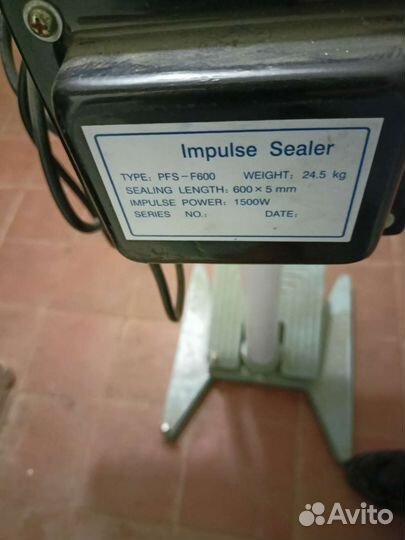 Impulse Sealer
TYPE: PFS-F600 WEIGHT: 24.5 kg
SEALING LENGTH: 600×5 mm
IMPULSE POWER: 1500W
SERIES NO.: DATE:
Avito